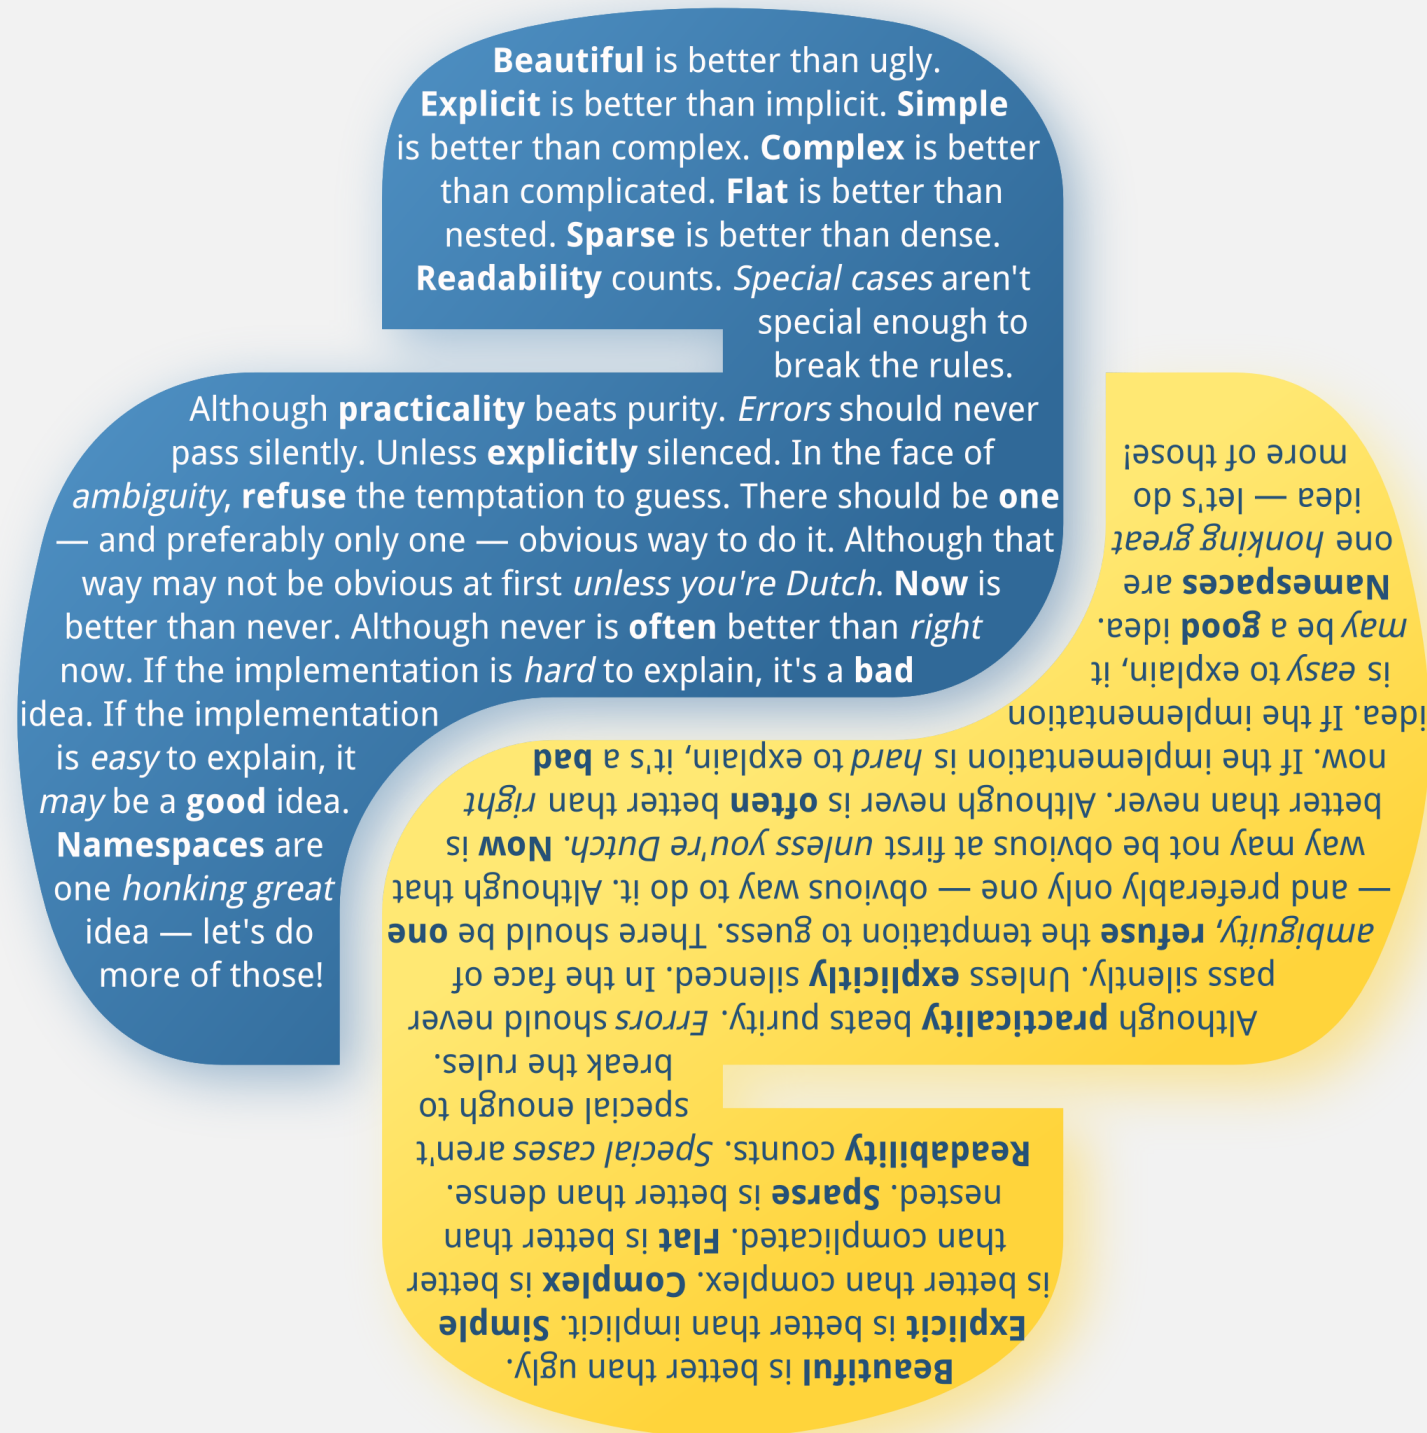 Beautiful is better than ugly.
Explicit is better than implicit. Simple
is better than complex. Complex is better
than complicated. Flat is better than
nested. Sparse is better than dense.
Readability counts. Special cases aren't
special enough to
break the rules.
Although practicality beats purity. Errors should never
pass silently. Unless explicitly silenced. In the face of
ambiguity, refuse the temptation to guess. There should be one
— and preferably only one — obvious way to do it. Although that
way may not be obvious at first unless you're Dutch. Now is
better than never. Although never is often better than right
now. If the implementation is hard to explain, it's a bad
idea. If the implementation
is easy to explain, it
may be a good idea.
Namespaces are
one honking great
idea — let's do
more of those!
Beautiful is better than ugly.
Explicit is better than implicit. Simple
is better than complex. Complex is better
than complicated. Flat is better than
nested. Sparse is better than dense.
Readability counts. Special cases aren't
special enough to
break the rules.
Although practicality beats purity. Errors should never
pass silently. Unless explicitly silenced. In the face of
ambiguity, refuse the temptation to guess. There should be one
— and preferably only one — obvious way to do it. Although that
way may not be obvious at first unless you're Dutch. Now is
better than never. Although never is often better than right
now. If the implementation is hard to explain, it's a bad
idea. If the implementation
is easy to explain, it
may be a good idea.
Namespaces are
one honking great
idea — let's do
more of those!